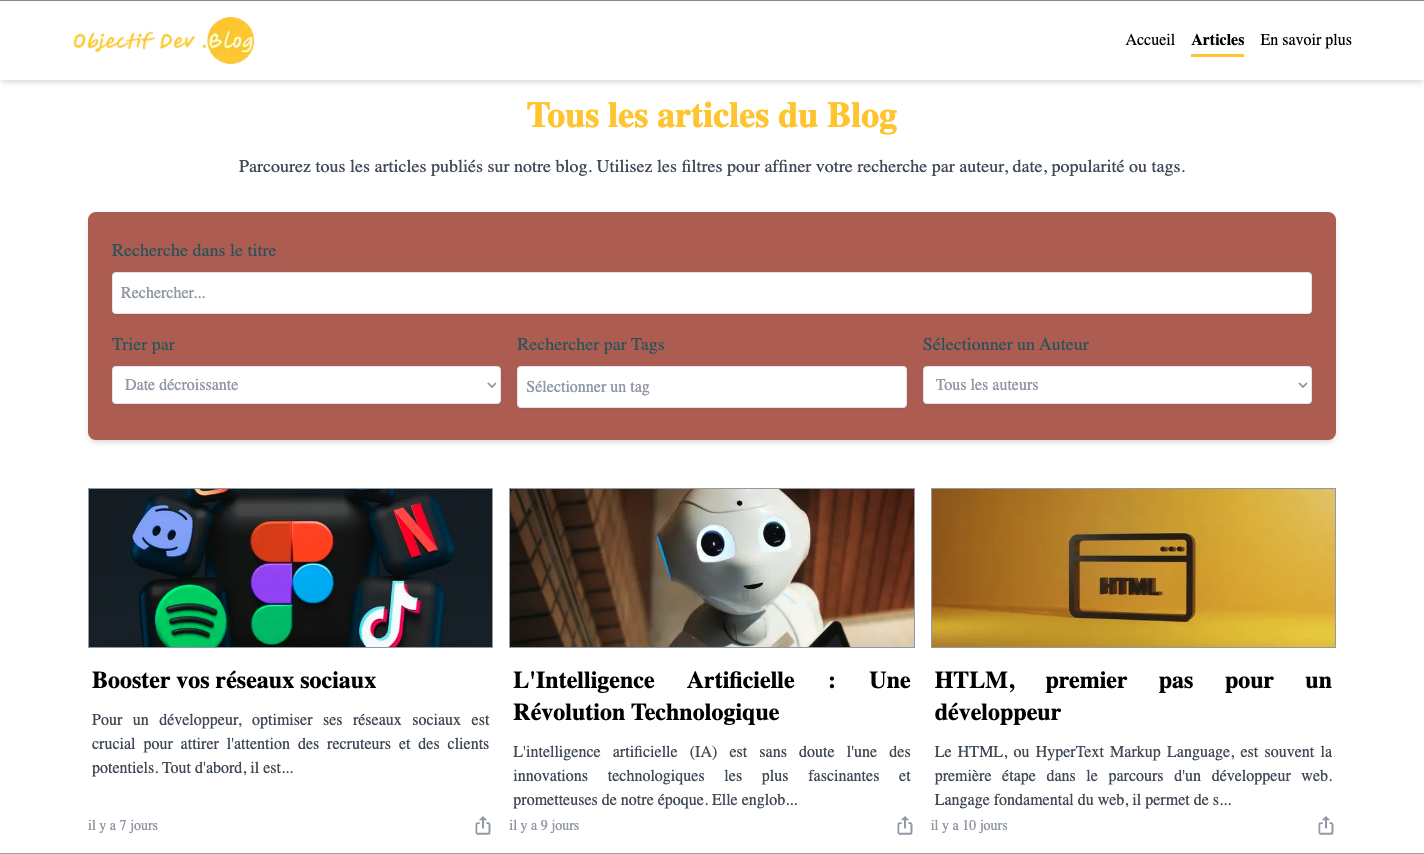 Objectif Dev .Blog
Accueil Articles En savoir plus
Tous les articles du Blog
Parcourez tous les articles publiés sur notre blog. Utilisez les filtres pour affiner votre recherche par auteur, date, popularité ou tags.
Recherche dans le titre
Rechercher...
Trier par
Date décroissante
Rechercher par Tags
Sélectionner un tag
Sélectionner un Auteur
Tous les auteurs
HTML
Booster vos réseaux sociaux
Pour un développeur, optimiser ses réseaux sociaux est
crucial pour attirer l'attention des recruteurs et des clients
potentiels. Tout d'abord, il est...
il y a 7 jours
L'Intelligence Artificielle : Une
Révolution Technologique
L'intelligence artificielle (IA) est sans doute l'une des
innovations technologiques les plus fascinantes et
prometteuses de notre époque. Elle englob...
il y a 9 jours
HTLM, premier pas pour un
développeur
Le HTML, ou HyperText Markup Language, est souvent la
première étape dans le parcours d'un développeur web.
Langage fondamental du web, il permet de s...
il y a 10 jours